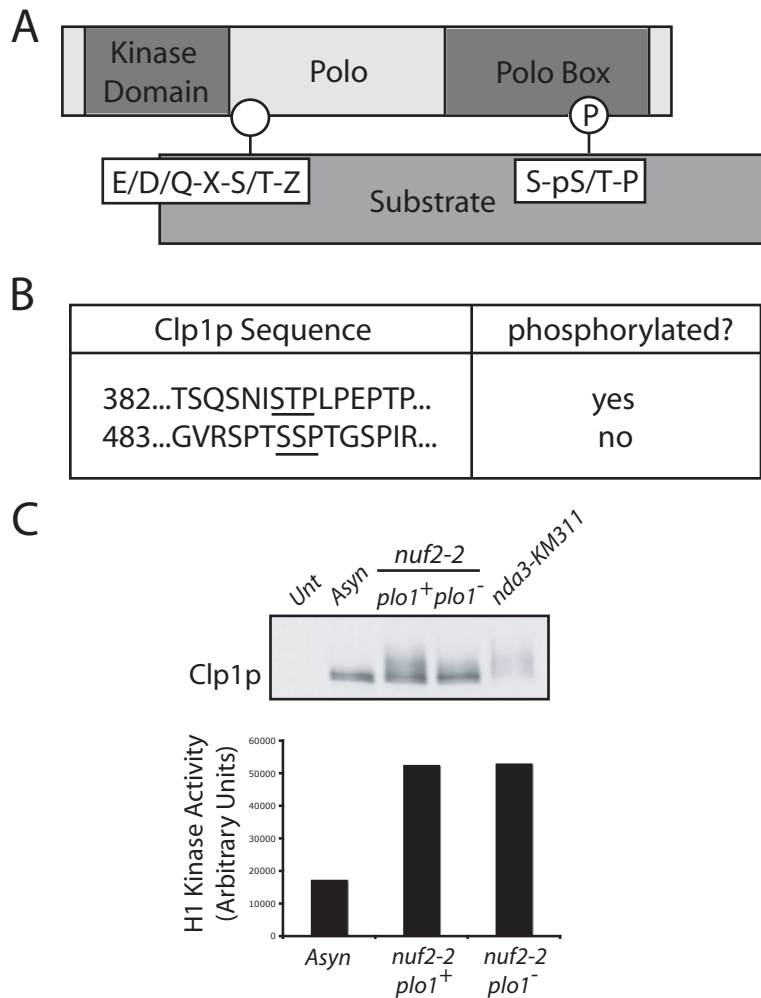 A
Kinase
Domain
Polo
Polo Box
P
E/D/Q-X-S/T-Z
S-pS/T-P
Substrate
B
Clp1p Sequence
phosphorylated?
382...TSQSNISTPLPEPTP...
yes
483...GVRSPTSSPTGSPIR...
no
C
nuf2-2
Unt
Asyn
plo1+
plo1-
nda3-KM311
Clp1p
H1 Kinase Activity
(Arbitrary Units)
60000
50000
40000
30000
20000
10000
0
Asyn
nuf2-2
plo1+
nuf2-2
plo1-